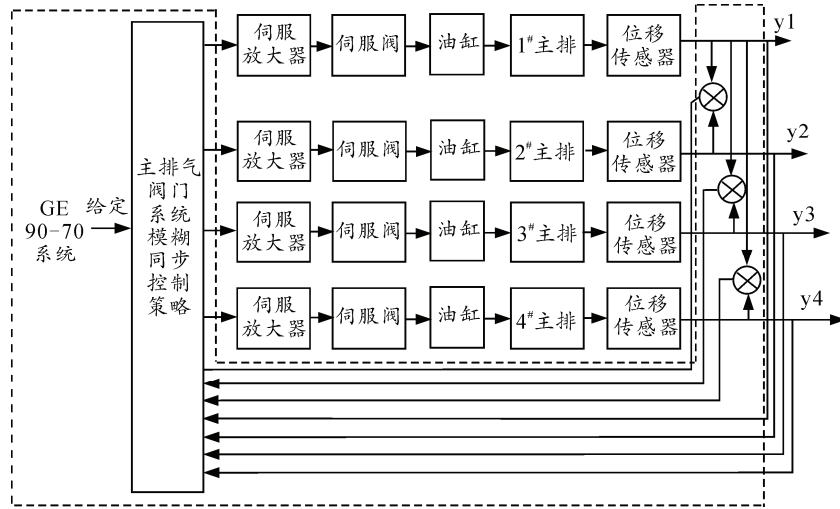 伺服
放大器
伺服阀
油缸
1#主排
位移
传感器
y1
伺服
放大器
伺服阀
油缸
2#主排
位移
传感器
y2
主排气
阀门
系统
模糊
同步
控制
策略
GE
90-70
系统
给定
伺服
放大器
伺服阀
油缸
3#主排
位移
传感器
y3
伺服
放大器
伺服阀
油缸
4#主排
位移
传感器
y4